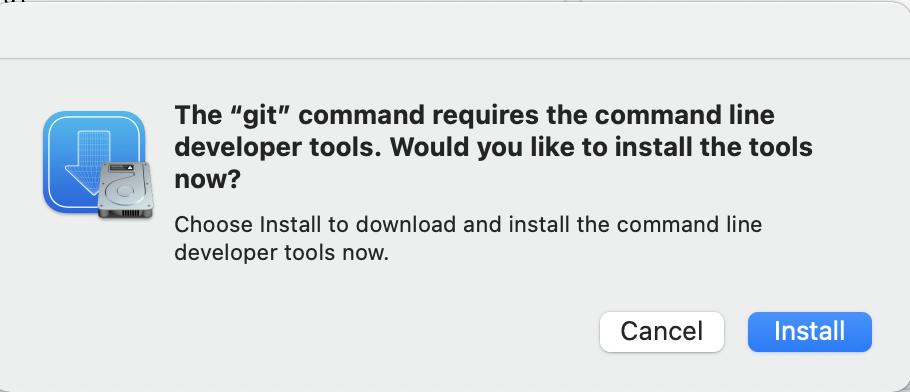 The “git” command requires the command line
developer tools. Would you like to install the tools
now?
Choose Install to download and install the command line
developer tools now.
Cancel
Install